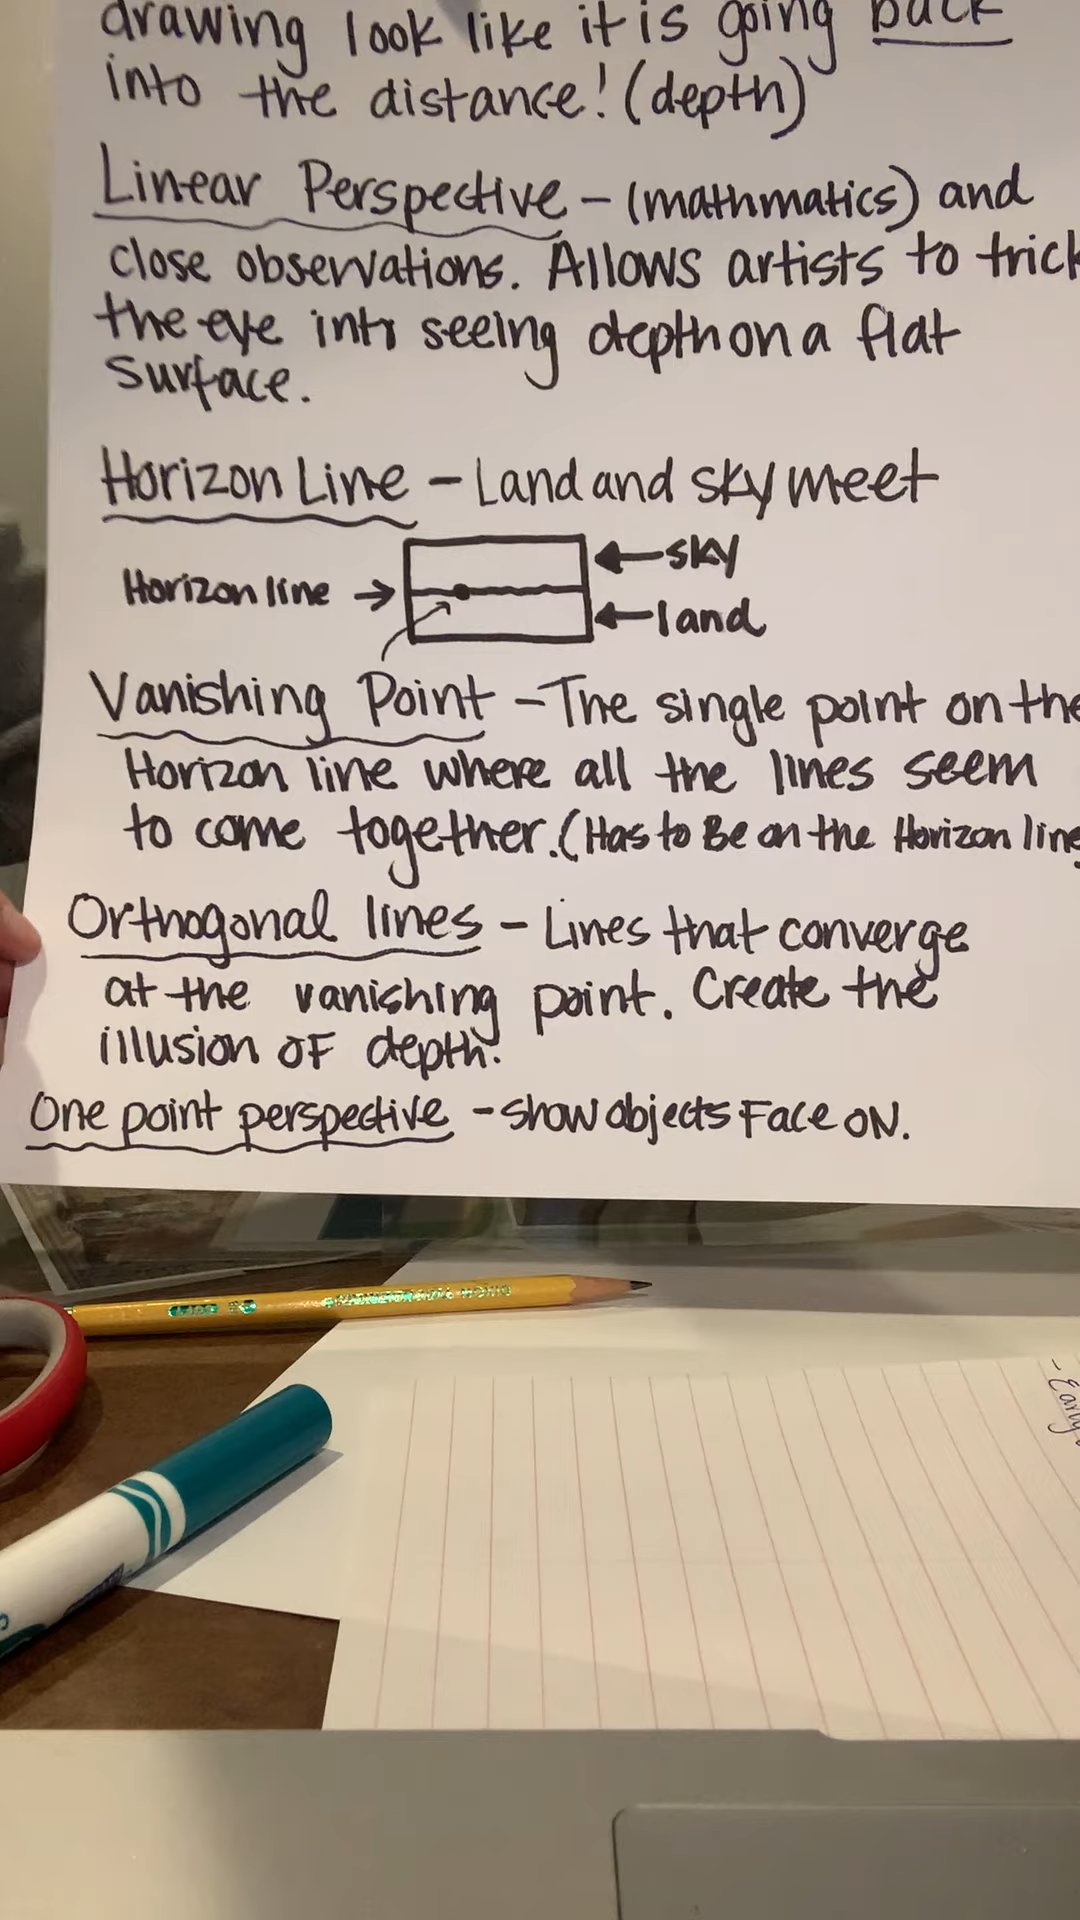 drawing look like it is going back
into the distance! (depth)
Linear Perspective - (mathmatics) and
close observations. Allows artists to trick
the eye into seeing depth on a flat
surface.
Horizon Line - Land and sky meet
sky
Horizon line
land
Vanishing Point - The single point on the
Horizon line where all the lines seem
to come together. (Has to Be on the Horizon line
Orthogonal lines - Lines that converge
at the vanishing point. Create the
illusion OF depth.
One point perspective - show objects Face ON.